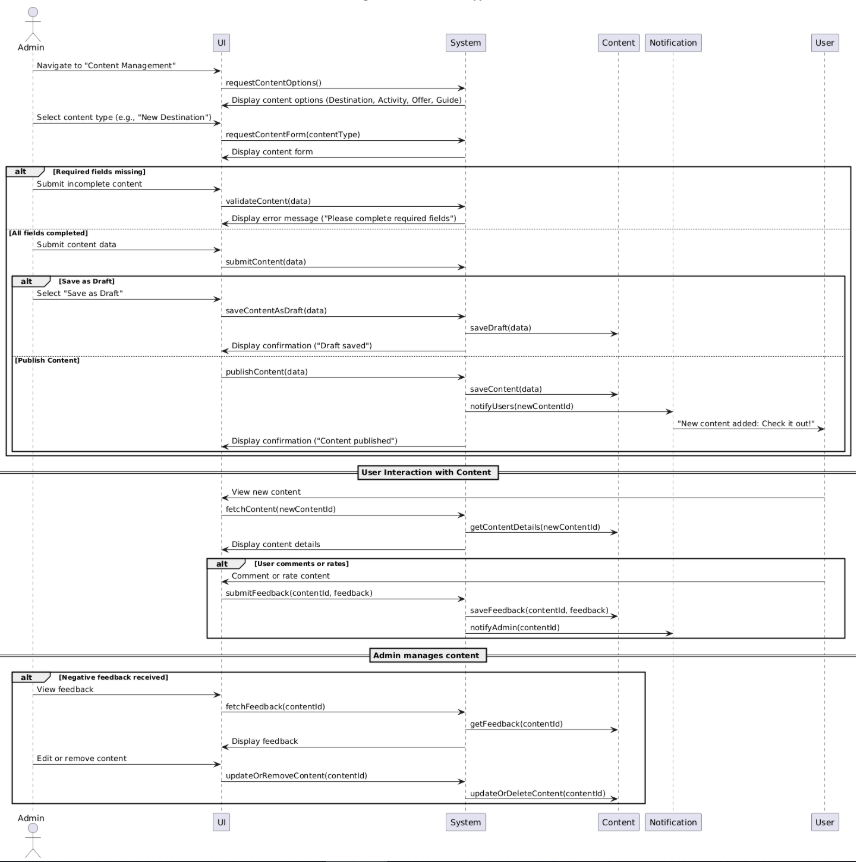 Admin
UI
System
Content
Notification
User
Navigate to "Content Management"
requestContentOptions()
Display content options (Destination, Activity, Offer, Guide)
Select content type (e.g., "New Destination")
requestContentForm(contentType)
Display content form
alt [Required fields missing]
Submit incomplete content
validateContent(data)
Display error message ("Please complete required fields")
[All fields completed]
Submit content data
submitContent(data)
alt [Save as Draft]
Select "Save as Draft"
saveContentAsDraft(data)
saveDraft(data)
Display confirmation ("Draft saved")
[Publish Content]
publishContent(data)
saveContent(data)
notifyUsers(newContentId)
"New content added: Check it out!"
Display confirmation ("Content published")
User Interaction with Content
View new content
fetchContent(newContentId)
getContentDetails(newContentId)
Display content details
alt [User comments or rates]
Comment or rate content
submitFeedback(contentId, feedback)
saveFeedback(contentId, feedback)
notifyAdmin(contentId)
Admin manages content
alt [Negative feedback received]
View feedback
fetchFeedback(contentId)
getFeedback(contentId)
Display feedback
Edit or remove content
updateOrRemoveContent(contentId)
updateOrDeleteContent(contentId)
Admin
UI
System
Content
Notification
User